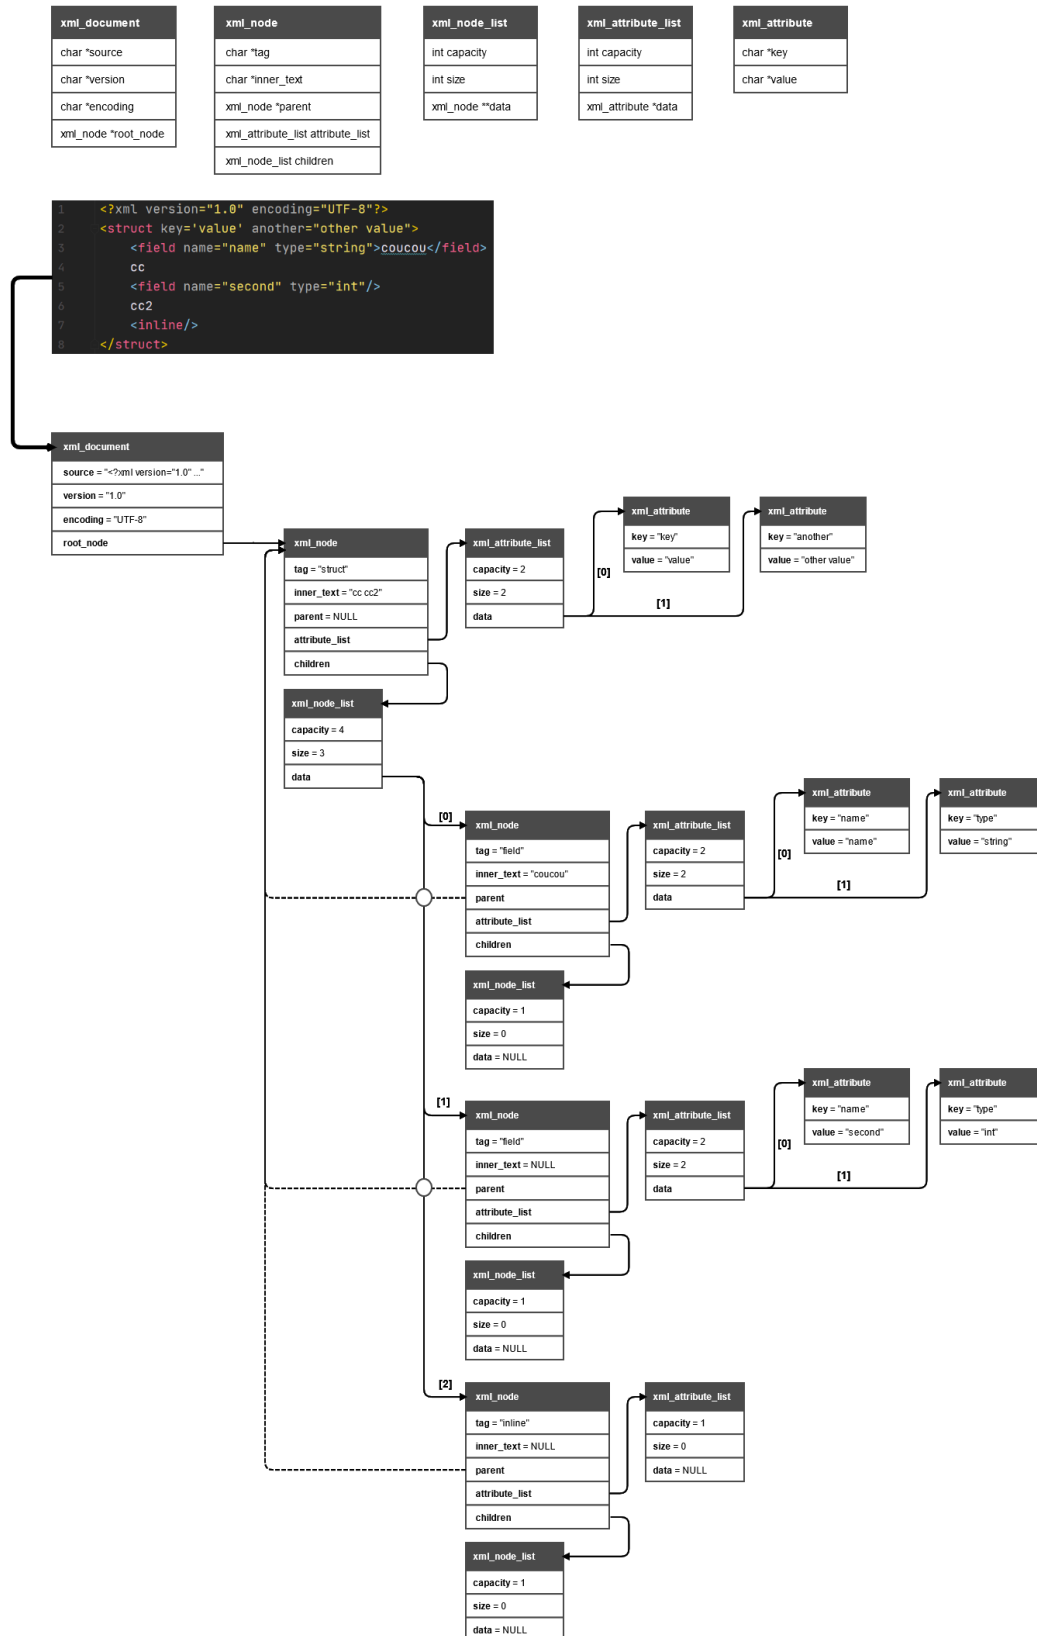 xml_document
char *source
char *version
char *encoding
xml_node *root_node
xml_node
char *tag
char *inner_text
xml_node *parent
xml_attribute_list attribute_list
xml_node_list children
xml_node_list
int capacity
int size
xml_node **data
xml_attribute_list
int capacity
int size
xml_attribute *data
xml_attribute
char *key
char *value
1 <?xml version="1.0" encoding="UTF-8"?>
2 <struct key='value' another="other value">
3 <field name="name" type="string">coucou</field>
4 cc
5 <field name="second" type="int"/>
6 cc2
7 <inline/>
8 </struct>
xml_document
source = "<?xml version="1.0" ..."
version = "1.0"
encoding = "UTF-8"
root_node
xml_node
tag = "struct"
inner_text = "cc cc2"
parent = NULL
attribute_list
children
xml_attribute_list
capacity = 2
size = 2
data
[0]
xml_attribute
key = "key"
value = "value"
[1]
xml_attribute
key = "another"
value = "other value"
xml_node_list
capacity = 4
size = 3
data
[0]
xml_node
tag = "field"
inner_text = "coucou"
parent
attribute_list
children
xml_attribute_list
capacity = 2
size = 2
data
[0]
xml_attribute
key = "name"
value = "name"
[1]
xml_attribute
key = "type"
value = "string"
xml_node_list
capacity = 1
size = 0
data = NULL
[1]
xml_node
tag = "field"
inner_text = NULL
parent
attribute_list
children
xml_attribute_list
capacity = 2
size = 2
data
[0]
xml_attribute
key = "name"
value = "second"
[1]
xml_attribute
key = "type"
value = "int"
xml_node_list
capacity = 1
size = 0
data = NULL
[2]
xml_node
tag = "inline"
inner_text = NULL
parent
attribute_list
children
xml_attribute_list
capacity = 1
size = 0
data = NULL
xml_node_list
capacity = 1
size = 0
data = NULL